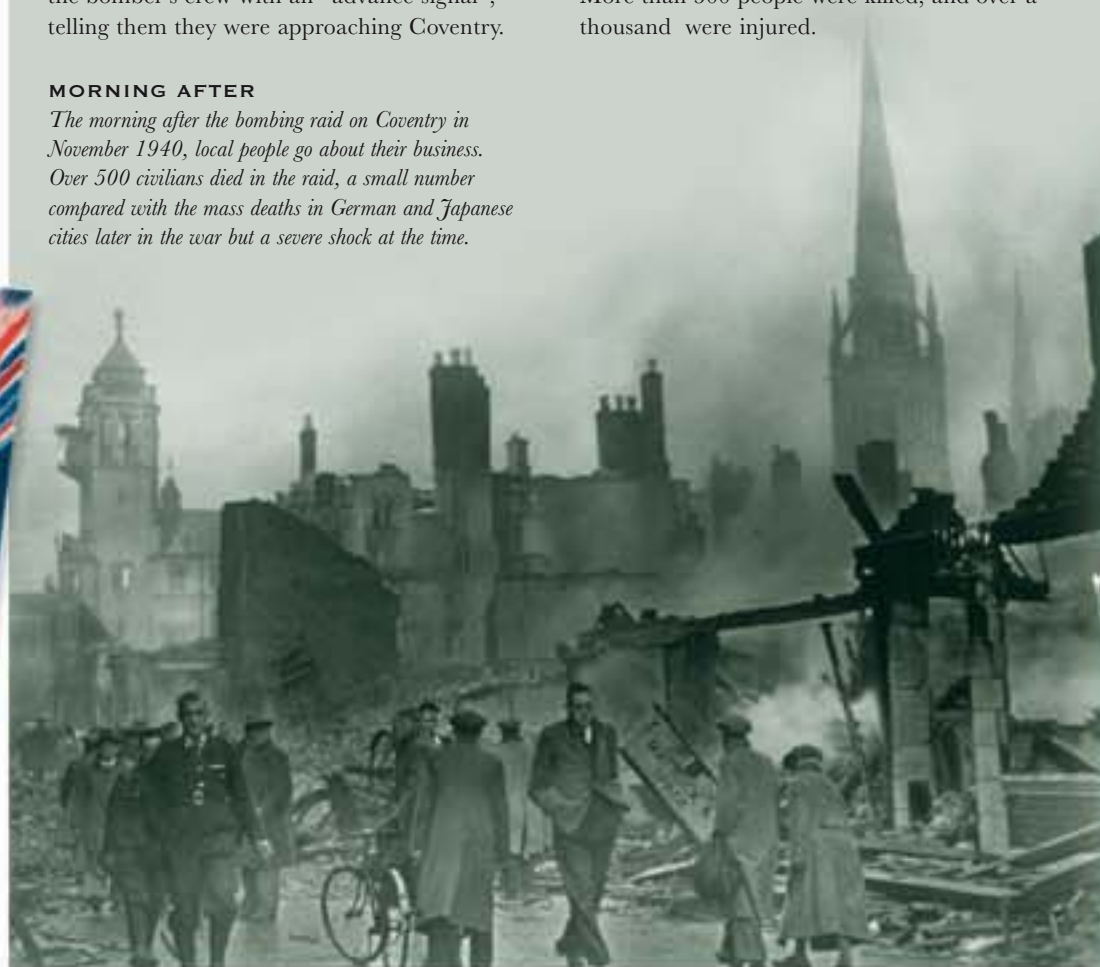 the bomber's crew with an "advance signal",
telling them they were approaching Coventry.
MORNING AFTER
The morning after the bombing raid on Coventry in
November 1940, local people go about their business.
Over 500 civilians died in the raid, a small number
compared with the mass deaths in German and Japanese
cities later in the war but a severe shock at the time.
More than 500 people were killed, and over a
thousand were injured.